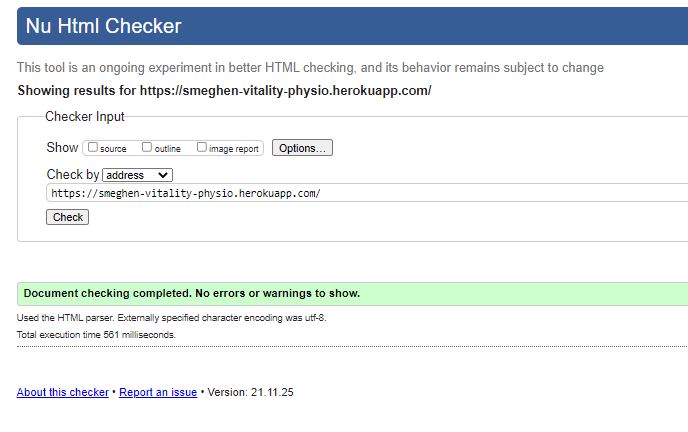 Nu Html Checker
This tool is an ongoing experiment in better HTML checking, and its behavior remains subject to change
Showing results for https://smeghen-vitality-physio.herokuapp.com/
Checker Input
Show source outline image report Options...
Check by address
https://smeghen-vitality-physio.herokuapp.com/
Check
Document checking completed. No errors or warnings to show.
Used the HTML parser. Externally specified character encoding was utf-8.
Total execution time 561 milliseconds.
About this checker • Report an issue • Version: 21.11.25